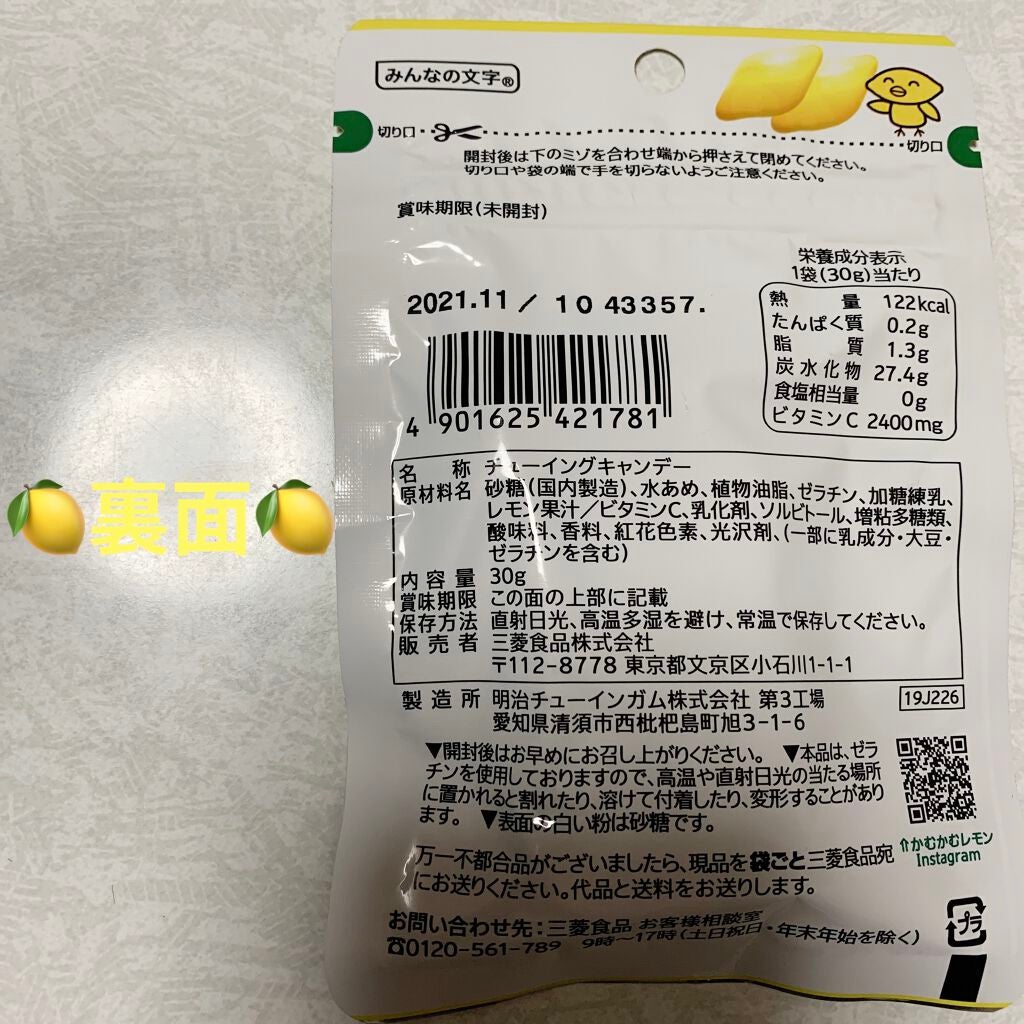 みんなの文字®
切り口
切り口
開封後は下のミゾを合わせ端から押さえて閉めてください。
切り口や袋の端で手を切らないようご注意ください。
賞味期限(未開封)
2021.11 / 10 43357.
4 901625 421781
栄養成分表示
1袋(30g)当たり
熱量 122kcal
たんぱく質 0.2g
脂質 1.3g
炭水化物 27.4g
食塩相当量 0g
ビタミンC 2400mg
🍋裏面🍋
名称 チューイングキャンデー
原材料名 砂糖(国内製造)、水あめ、植物油脂、ゼラチン、加糖練乳、
レモン果汁/ビタミンC、乳化剤、ソルビトール、増粘多糖類、
酸味料、香料、紅花色素、光沢剤、(一部に乳成分・大豆・
ゼラチンを含む)
内容量 30g
賞味期限 この面の上部に記載
保存方法 直射日光、高温多湿を避け、常温で保存してください。
販売者 三菱食品株式会社
〒112-8778 東京都文京区小石川1-1-1
製造所 明治チューインガム株式会社 第3工場
愛知県清須市西枇杷島町旭3-1-6
19J226
▼開封後はお早めにお召し上がりください。 ▼本品は、ゼラ
チンを使用しておりますので、高温や直射日光の当たる場所
に置かれると割れたり、溶けて付着したり、変形することがあり
ます。 ▼表面の白い粉は砂糖です。
⇧かむかむレモン
Instagram
万一不都合品がございましたら、現品を袋ごと三菱食品宛
にお送りください。代品と送料をお送りします。
お問い合わせ先:三菱食品 お客様相談室
☎0120-561-789 9時〜17時(土日祝日・年末年始を除く)
プラ